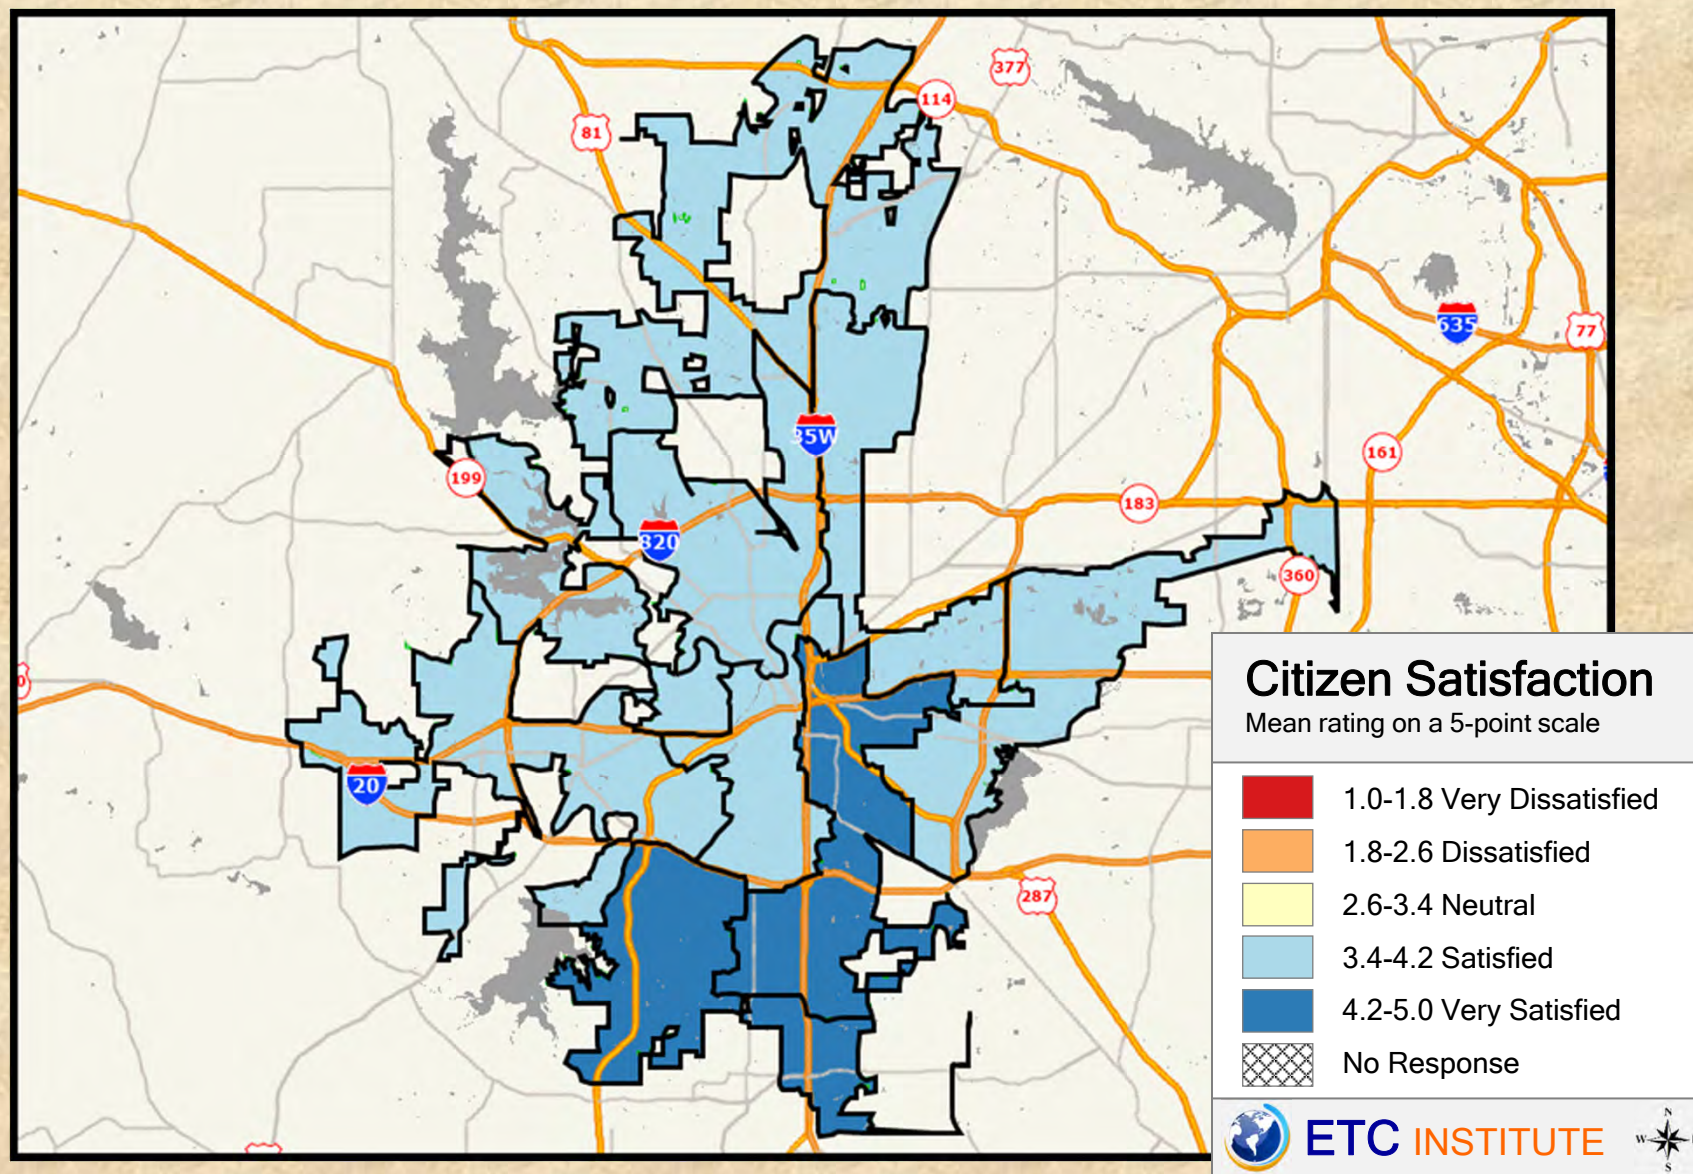 377
114
81
635
77
35W
161
199
183
820
360
0
20
287
Citizen Satisfaction
Mean rating on a 5-point scale
1.0-1.8 Very Dissatisfied
1.8-2.6 Dissatisfied
2.6-3.4 Neutral
3.4-4.2 Satisfied
4.2-5.0 Very Satisfied
No Response
ETC INSTITUTE
N
W
S